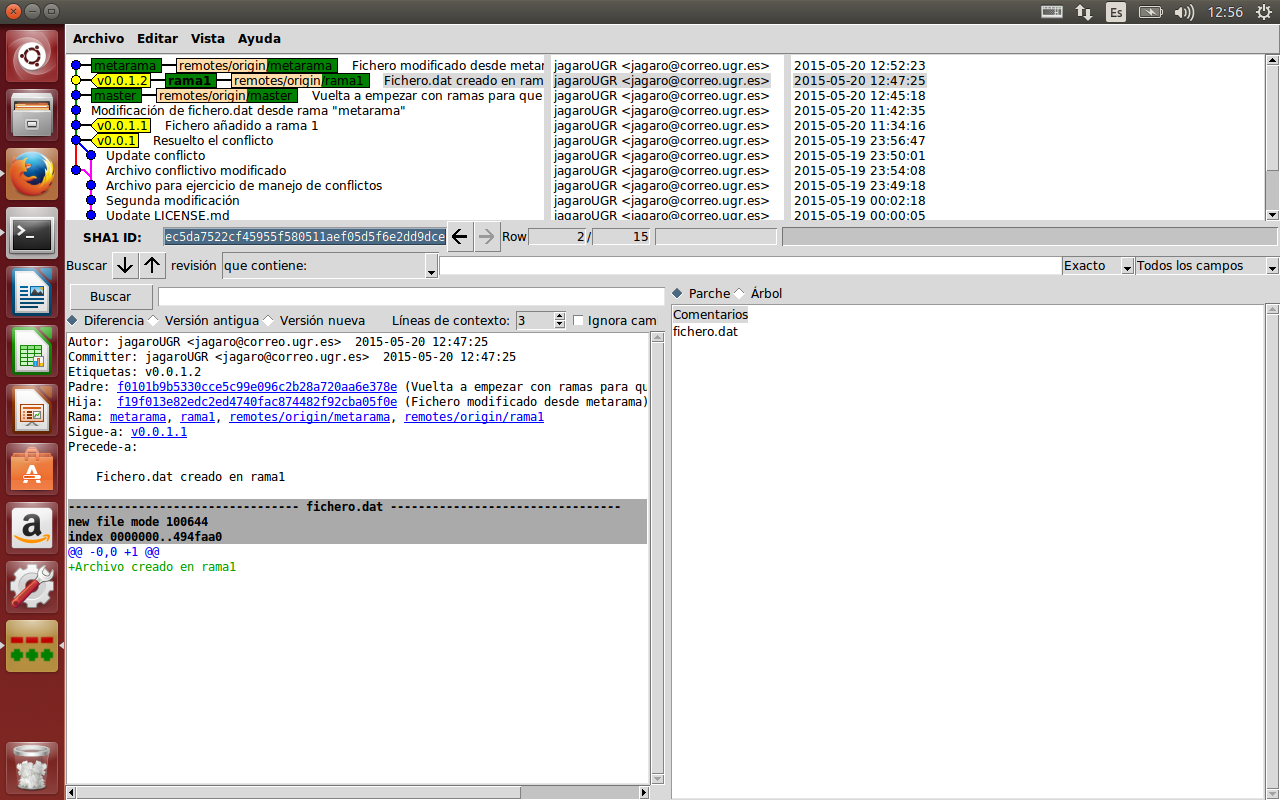 Es 12:56
Archivo Editar Vista Ayuda
metarama remotes/origin/metarama Fichero modificado desde metar jagaroUGR <jagaro@correo.ugr.es> 2015-05-20 12:52:23
v0.0.1.2 rama1 remotes/origin/rama1 Fichero.dat creado en ram jagaroUGR <jagaro@correo.ugr.es> 2015-05-20 12:47:25
master remotes/origin/master Vuelta a empezar con ramas para que jagaroUGR <jagaro@correo.ugr.es> 2015-05-20 12:45:18
Modificación de fichero.dat desde rama "metarama" jagaroUGR <jagaro@correo.ugr.es> 2015-05-20 11:42:35
v0.0.1.1 Fichero añadido a rama 1 jagaroUGR <jagaro@correo.ugr.es> 2015-05-20 11:34:16
v0.0.1 Resuelto el conflicto jagaroUGR <jagaro@correo.ugr.es> 2015-05-19 23:56:47
Update conflicto jagaroUGR <jagaro@correo.ugr.es> 2015-05-19 23:50:01
Archivo conflictivo modificado jagaroUGR <jagaro@correo.ugr.es> 2015-05-19 23:54:08
Archivo para ejercicio de manejo de conflictos jagaroUGR <jagaro@correo.ugr.es> 2015-05-19 23:49:18
Segunda modificación jagaroUGR <jagaro@correo.ugr.es> 2015-05-19 00:02:18
Update LICENSE.md jagaroUGR <jagaro@correo.ugr.es> 2015-05-19 00:00:05
SHA1 ID: ec5da7522cf45955f580511aef05d5f6e2dd9dce Row 2 / 15
Buscar revisión que contiene: Exacto Todos los campos
Buscar
Diferencia Versión antigua Versión nueva Líneas de contexto: 3 Ignora cam
Autor: jagaroUGR <jagaro@correo.ugr.es> 2015-05-20 12:47:25
Committer: jagaroUGR <jagaro@correo.ugr.es> 2015-05-20 12:47:25
Etiquetas: v0.0.1.2
Padre: f0101b9b5330cce5c99e096c2b28a720aa6e378e (Vuelta a empezar con ramas para qu
Hija: f19f013e82edc2ed4740fac874482f92cba05f0e (Fichero modificado desde metarama)
Rama: metarama, rama1, remotes/origin/metarama, remotes/origin/rama1
Sigue-a: v0.0.1.1
Precede-a:
Fichero.dat creado en rama1
------------------------------ fichero.dat ------------------------------
new file mode 100644
index 0000000..494faa0
@@ -0,0 +1 @@
+Archivo creado en rama1
Parche Árbol
Comentarios
fichero.dat